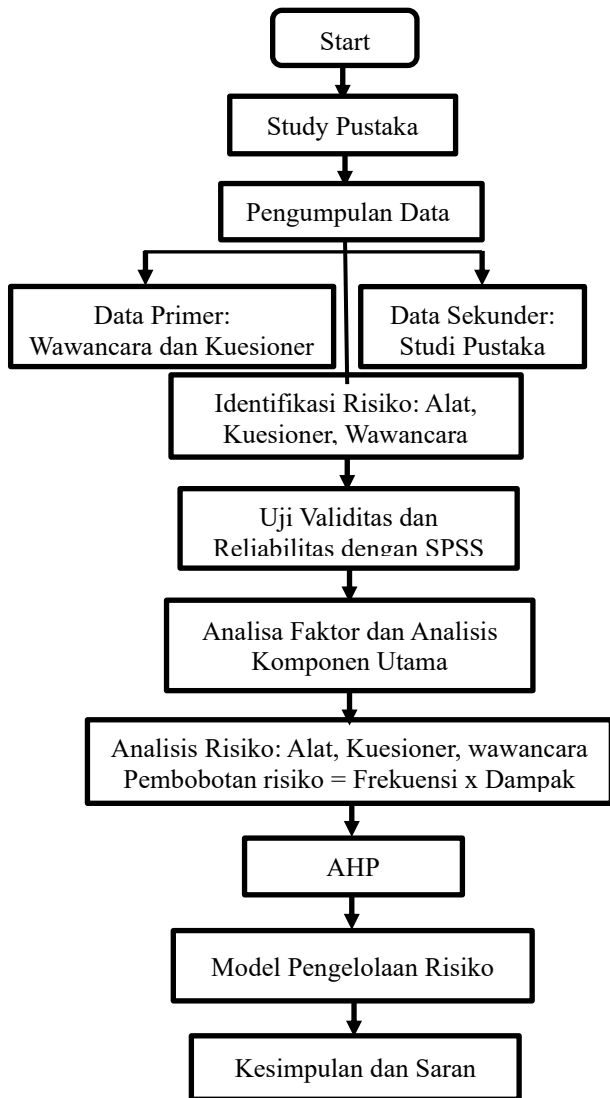 Start
Study Pustaka
Pengumpulan Data
Data Primer:
Wawancara dan Kuesioner
Data Sekunder:
Studi Pustaka
Identifikasi Risiko: Alat,
Kuesioner, Wawancara
Uji Validitas dan
Reliabilitas dengan SPSS
Analisa Faktor dan Analisis
Komponen Utama
Analisis Risiko: Alat, Kuesioner, wawancara
Pembobotan risiko = Frekuensi x Dampak
AHP
Model Pengelolaan Risiko
Kesimpulan dan Saran